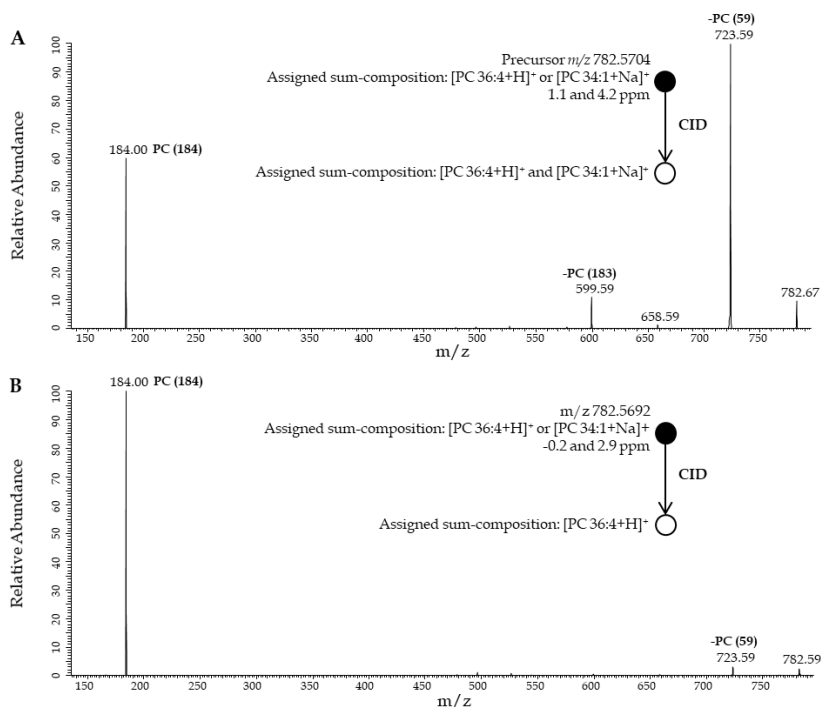 A
-PC (59)
723.59
Precursor m/z 782.5704
Assigned sum-composition: [PC 36:4+H]⁺ or [PC 34:1+Na]⁺
1.1 and 4.2 ppm
CID
Assigned sum-composition: [PC 36:4+H]⁺ and [PC 34:1+Na]⁺
184.00 PC (184)
-PC (183)
599.59
658.59
782.67
Relative Abundance
100
90
80
70
60
50
40
30
20
10
0
150 200 250 300 350 400 450 500 550 600 650 700 750
m/z
B
184.00 PC (184)
m/z 782.5692
Assigned sum-composition: [PC 36:4+H]⁺ or [PC 34:1+Na]+
-0.2 and 2.9 ppm
CID
Assigned sum-composition: [PC 36:4+H]⁺
-PC (59)
723.59
782.59
Relative Abundance
100
90
80
70
60
50
40
30
20
10
0
150 200 250 300 350 400 450 500 550 600 650 700 750
m/z